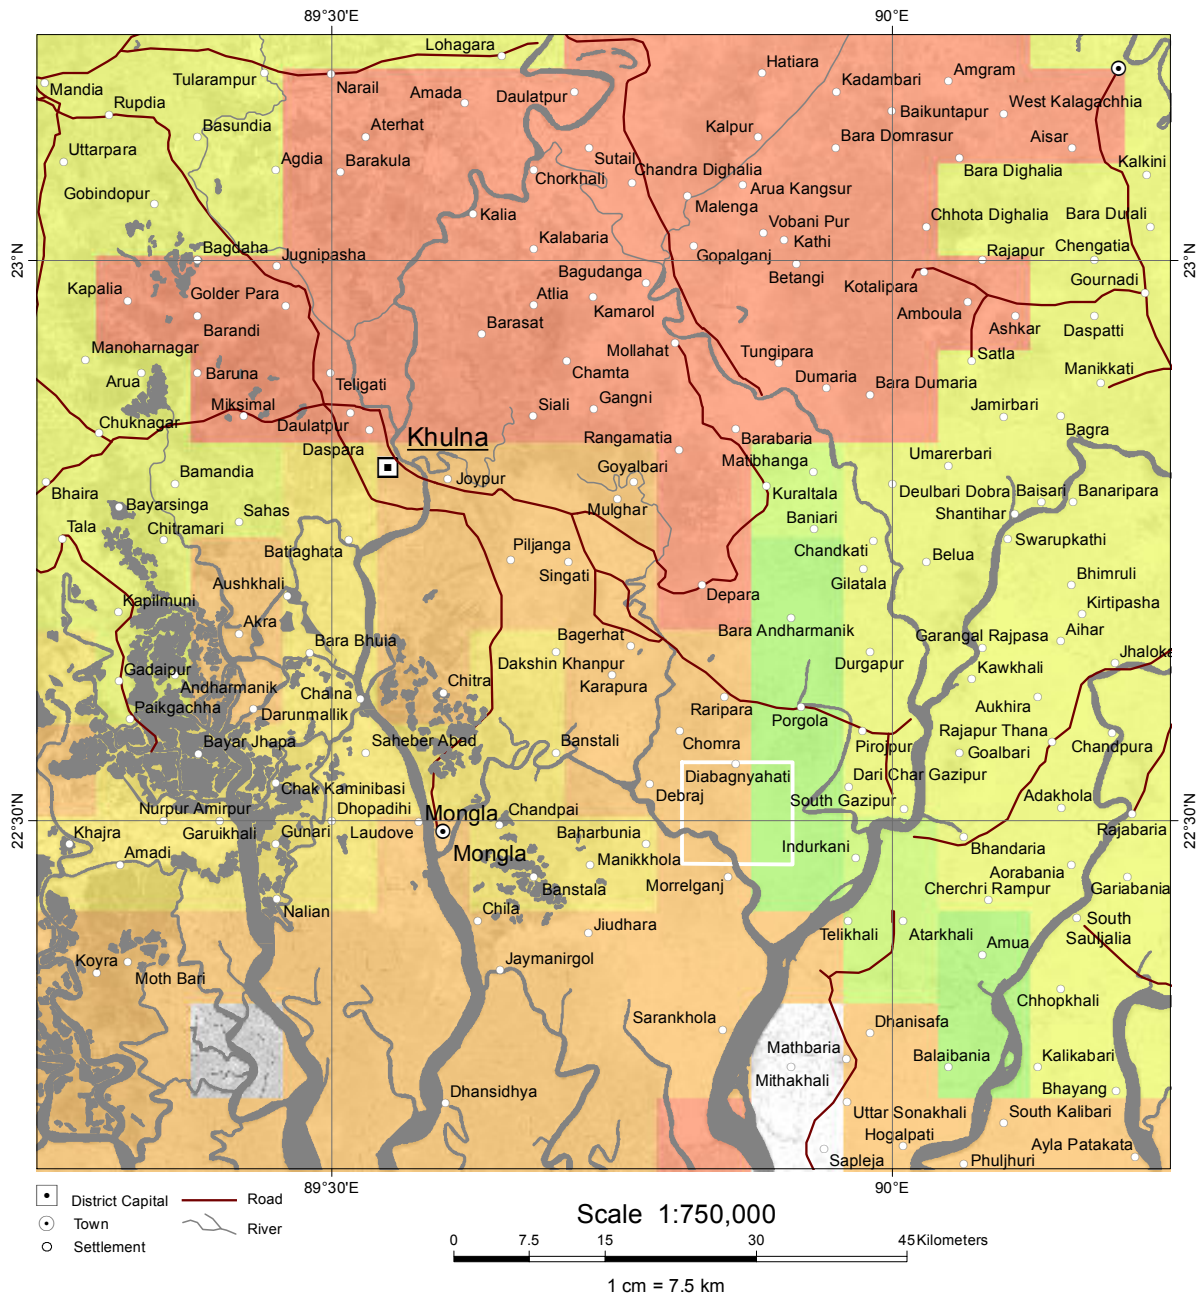 89°30'E
90°E
Lohagara
Hatiara
Tularampur
Narail
Amada
Daulatpur
Kadambari
Amgram
Mandia
Rupdia
Baikuntapur
West Kalagachhia
Basundia
Aterhat
Kalpur
Bara Domrasur
Aisar
Uttarpara
Agdia
Barakula
Sutail
Chorkhali
Chandra Dighalia
Bara Dighalia
Kalkini
Gobindopur
Arua Kangsur
Malenga
Kalia
Vobani Pur
Chhota Dighalia
Bara Dulali
Bagdaha
Jugnipasha
Kalabaria
Gopalganj
Kathi
Rajapur
Chengatia
23°N
23°N
Bagudanga
Betangi
Kotalipara
Gournadi
Kapalia
Golder Para
Atlia
Kamarol
Amboula
Barandi
Barasat
Ashkar
Daspatti
Manoharnagar
Mollahat
Tungipara
Satla
Arua
Baruna
Teligati
Chamta
Dumaria
Bara Dumaria
Manikkati
Miksimal
Siali
Gangni
Jamirbari
Chuknagar
Daulatpur
Khulna
Rangamatia
Barabaria
Bagra
Daspara
Bamandia
Joypur
Goyalbari
Matibhanga
Umarerbari
Bhaira
Bayarsinga
Mulghar
Kuraltala
Deulbari Dobra
Baisari
Banaripara
Tala
Chitramari
Sahas
Baniari
Shantihar
Batiaghata
Piljanga
Chandkati
Swarupkathi
Singati
Belua
Aushkhali
Gilatala
Bhimruli
Kapilmuni
Depara
Kirtipasha
Akra
Bara Bhuia
Bagerhat
Bara Andharmanik
Garangal Rajpasa
Aihar
Gadaipur
Dakshin Khanpur
Durgapur
Kawkhali
Jhaloka
Andharmanik
Chalna
Chitra
Karapura
Paikgachha
Darunmallik
Raripara
Porgola
Aukhira
Bayar Jhapa
Saheber Abad
Banstali
Chomra
Pirojpur
Rajapur Thana
Chandpura
Goalbari
Chak Kaminibasi
Diabagnyahati
Dari Char Gazipur
Nurpur Amirpur
Dhopadihi
Mongla
Chandpai
Debraj
South Gazipur
Adakhola
22°30'N
22°30'N
Khajra
Garuikhali
Gunari
Laudove
Baharbunia
Rajabaria
Amadi
Mongla
Manikkhola
Indurkani
Bhandaria
Banstala
Morrelganj
Aorabania
Cherchri Rampur
Gariabania
Nalian
Chila
Jiudhara
Telikhali
Atarkhali
South
Sauljalia
Amua
Koyra
Moth Bari
Jaymanirgol
Chhopkhali
Sarankhola
Dhanisafa
Mathbaria
Balaibania
Kalikabari
Mithakhali
Bhayang
Dhansidhya
Uttar Sonakhali
South Kalibari
Hogalpati
Ayla Patakata
Sapleja
Phuljhuri
89°30'E
90°E
District Capital
Road
Town
River
Settlement
Scale 1:750,000
0 7.5 15 30 45 Kilometers
1 cm = 7.5 km